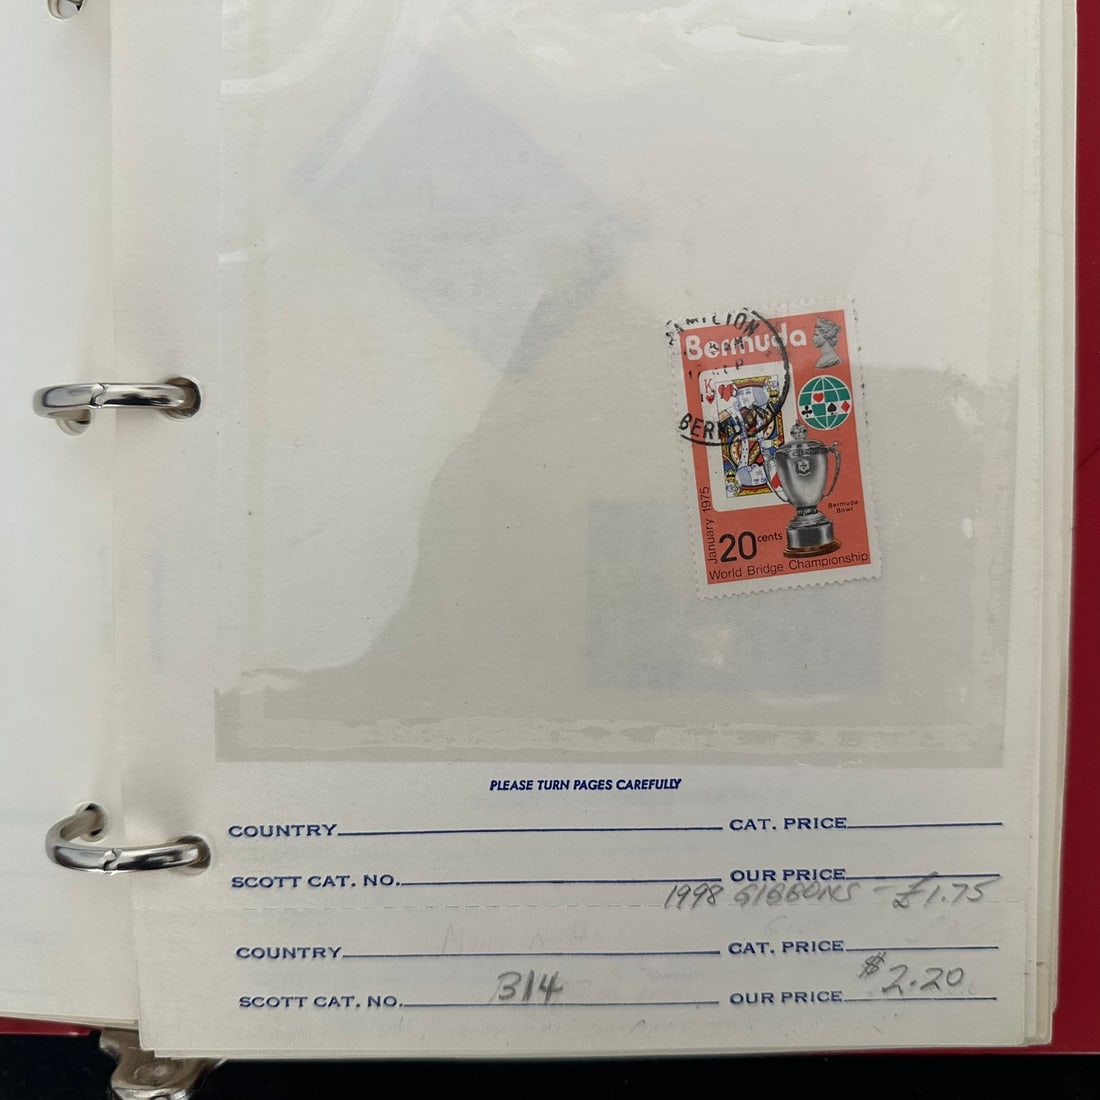 HAMILTON
BERMUDA
Bermuda
K
Bermuda
Bowl
January 1975
20 cents
World Bridge Championship
PLEASE TURN PAGES CAREFULLY
COUNTRY CAT. PRICE
SCOTT CAT. NO. OUR PRICE
1998 GIBBONS - £1.75
COUNTRY CAT. PRICE
SCOTT CAT. NO. 314 OUR PRICE $2.20